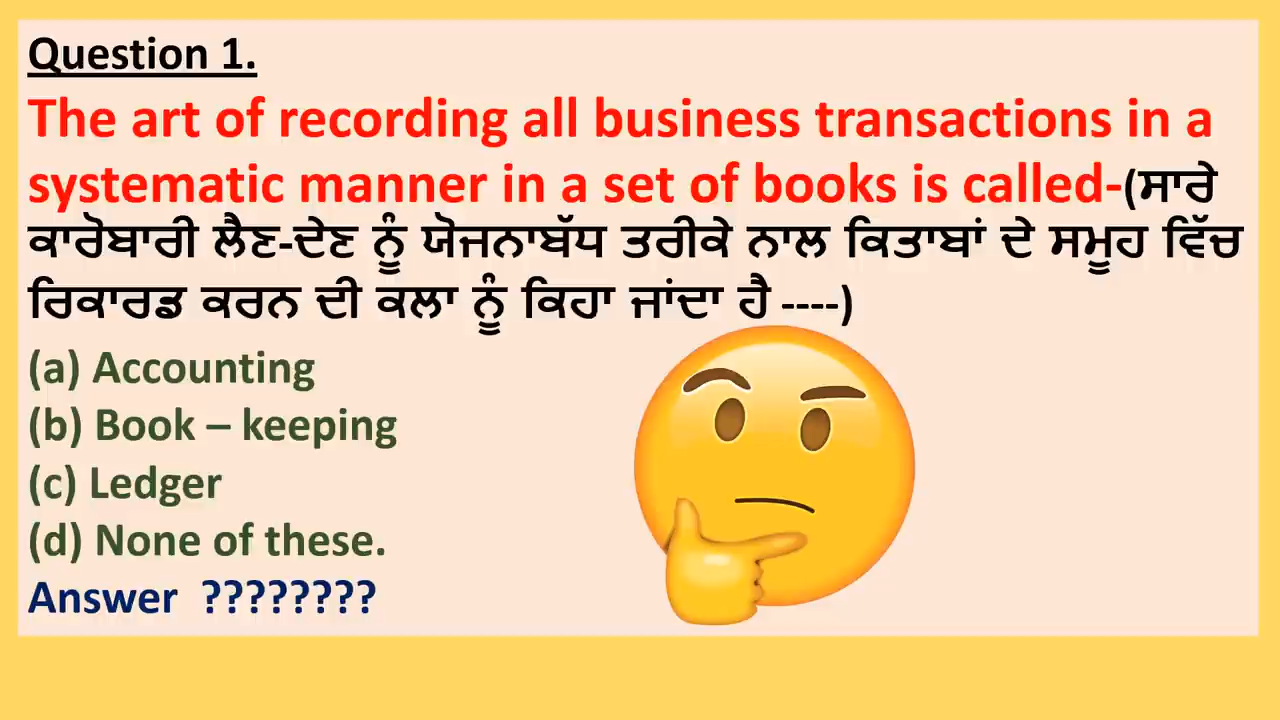 Question 1.
The art of recording all business transactions in a
systematic manner in a set of books is called-(ਸਾਰੇ
ਕਾਰੋਬਾਰੀ ਲੈਣ-ਦੇਣ ਨੂੰ ਯੋਜਨਾਬੱਧ ਤਰੀਕੇ ਨਾਲ ਕਿਤਾਬਾਂ ਦੇ ਸਮੂਹ ਵਿੱਚ
ਰਿਕਾਰਡ ਕਰਨ ਦੀ ਕਲਾ ਨੂੰ ਕਿਹਾ ਜਾਂਦਾ ਹੈ ----)
(a) Accounting
(b) Book – keeping
(c) Ledger
(d) None of these.
Answer ????????